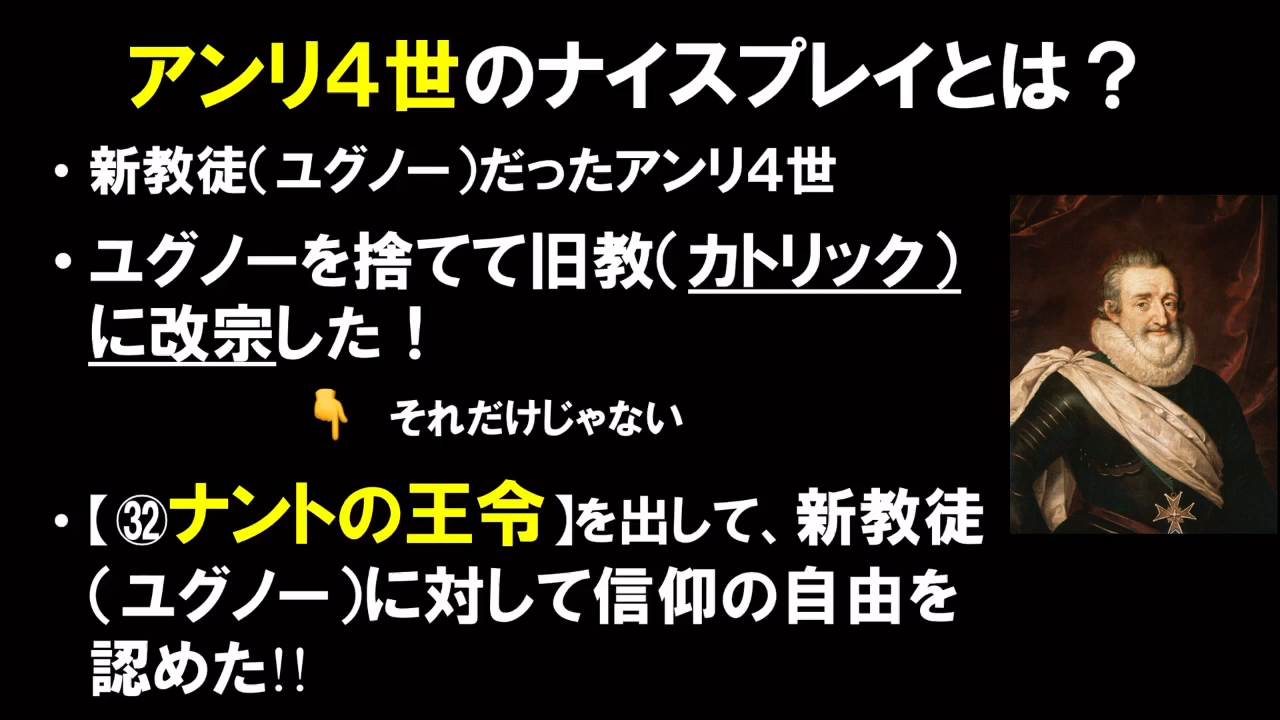 アンリ４世のナイスプレイとは？
・新教徒（ユグノー）だったアンリ４世
・ユグノーを捨てて旧教（カトリック）
に改宗した！
👇 それだけじゃない
・【㉜ナントの王令】を出して、新教徒
（ユグノー）に対して信仰の自由を
認めた!!